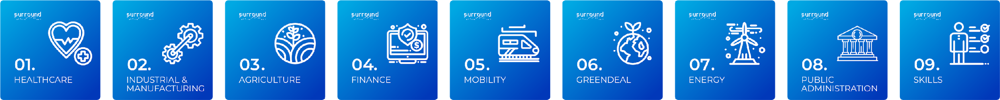 surround
01.
HEALTHCARE
surround
02.
INDUSTRIAL &
MANUFACTURING
surround
03.
AGRICULTURE
surround
$
04.
FINANCE
surround
05.
MOBILITY
surround
06.
GREENDEAL
surround
07.
ENERGY
surround
08.
PUBLIC
ADMINISTRATION
surround
09.
SKILLS